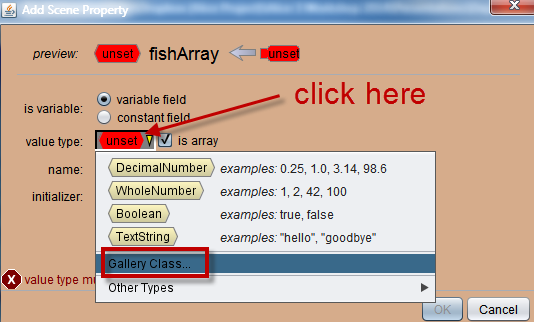 Add Scene Property
preview: unset fishArray unset
is variable: variable field
constant field
click here
value type: unset is array
name:
initializer:
DecimalNumber examples: 0.25, 1.0, 3.14, 98.6
WholeNumber examples: 1, 2, 42, 100
Boolean examples: true, false
TextString examples: "hello", "goodbye"
Gallery Class...
Other Types
value type mu
OK Cancel